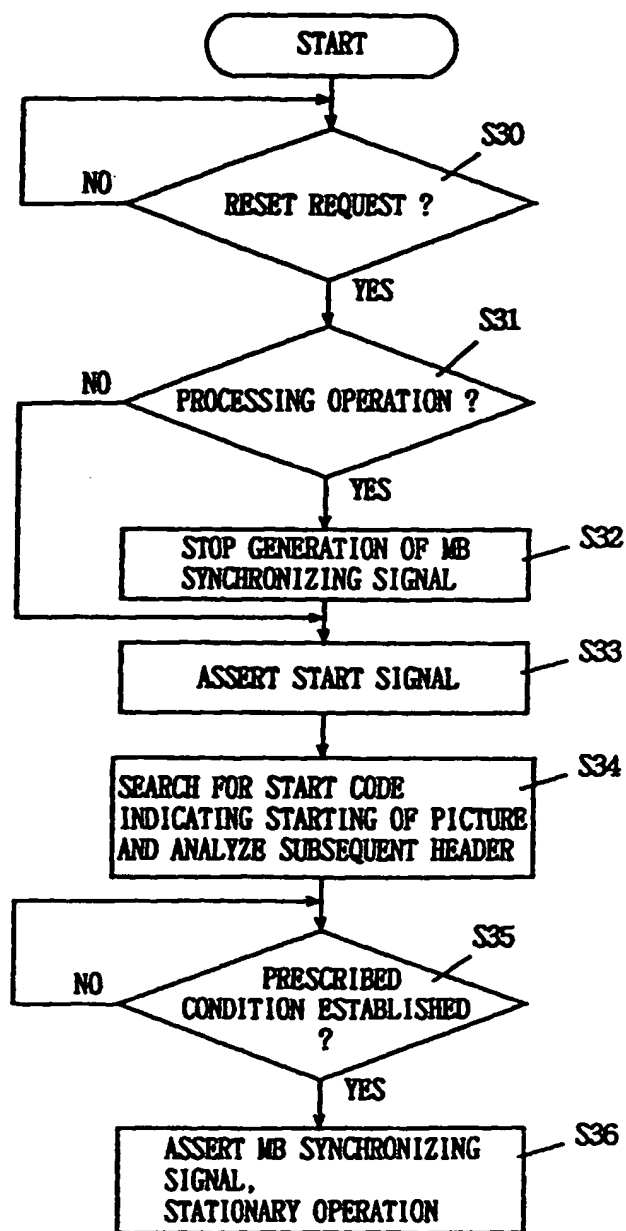 START
S30
NO
RESET REQUEST ?
YES
S31
NO
PROCESSING OPERATION ?
YES
S32
STOP GENERATION OF MB
SYNCHRONIZING SIGNAL
S33
ASSERT START SIGNAL
S34
SEARCH FOR START CODE
INDICATING STARTING OF PICTURE
AND ANALYZE SUBSEQUENT HEADER
S35
NO
PRESCRIBED
CONDITION ESTABLISHED
?
YES
S36
ASSERT MB SYNCHRONIZING
SIGNAL,
STATIONARY OPERATION